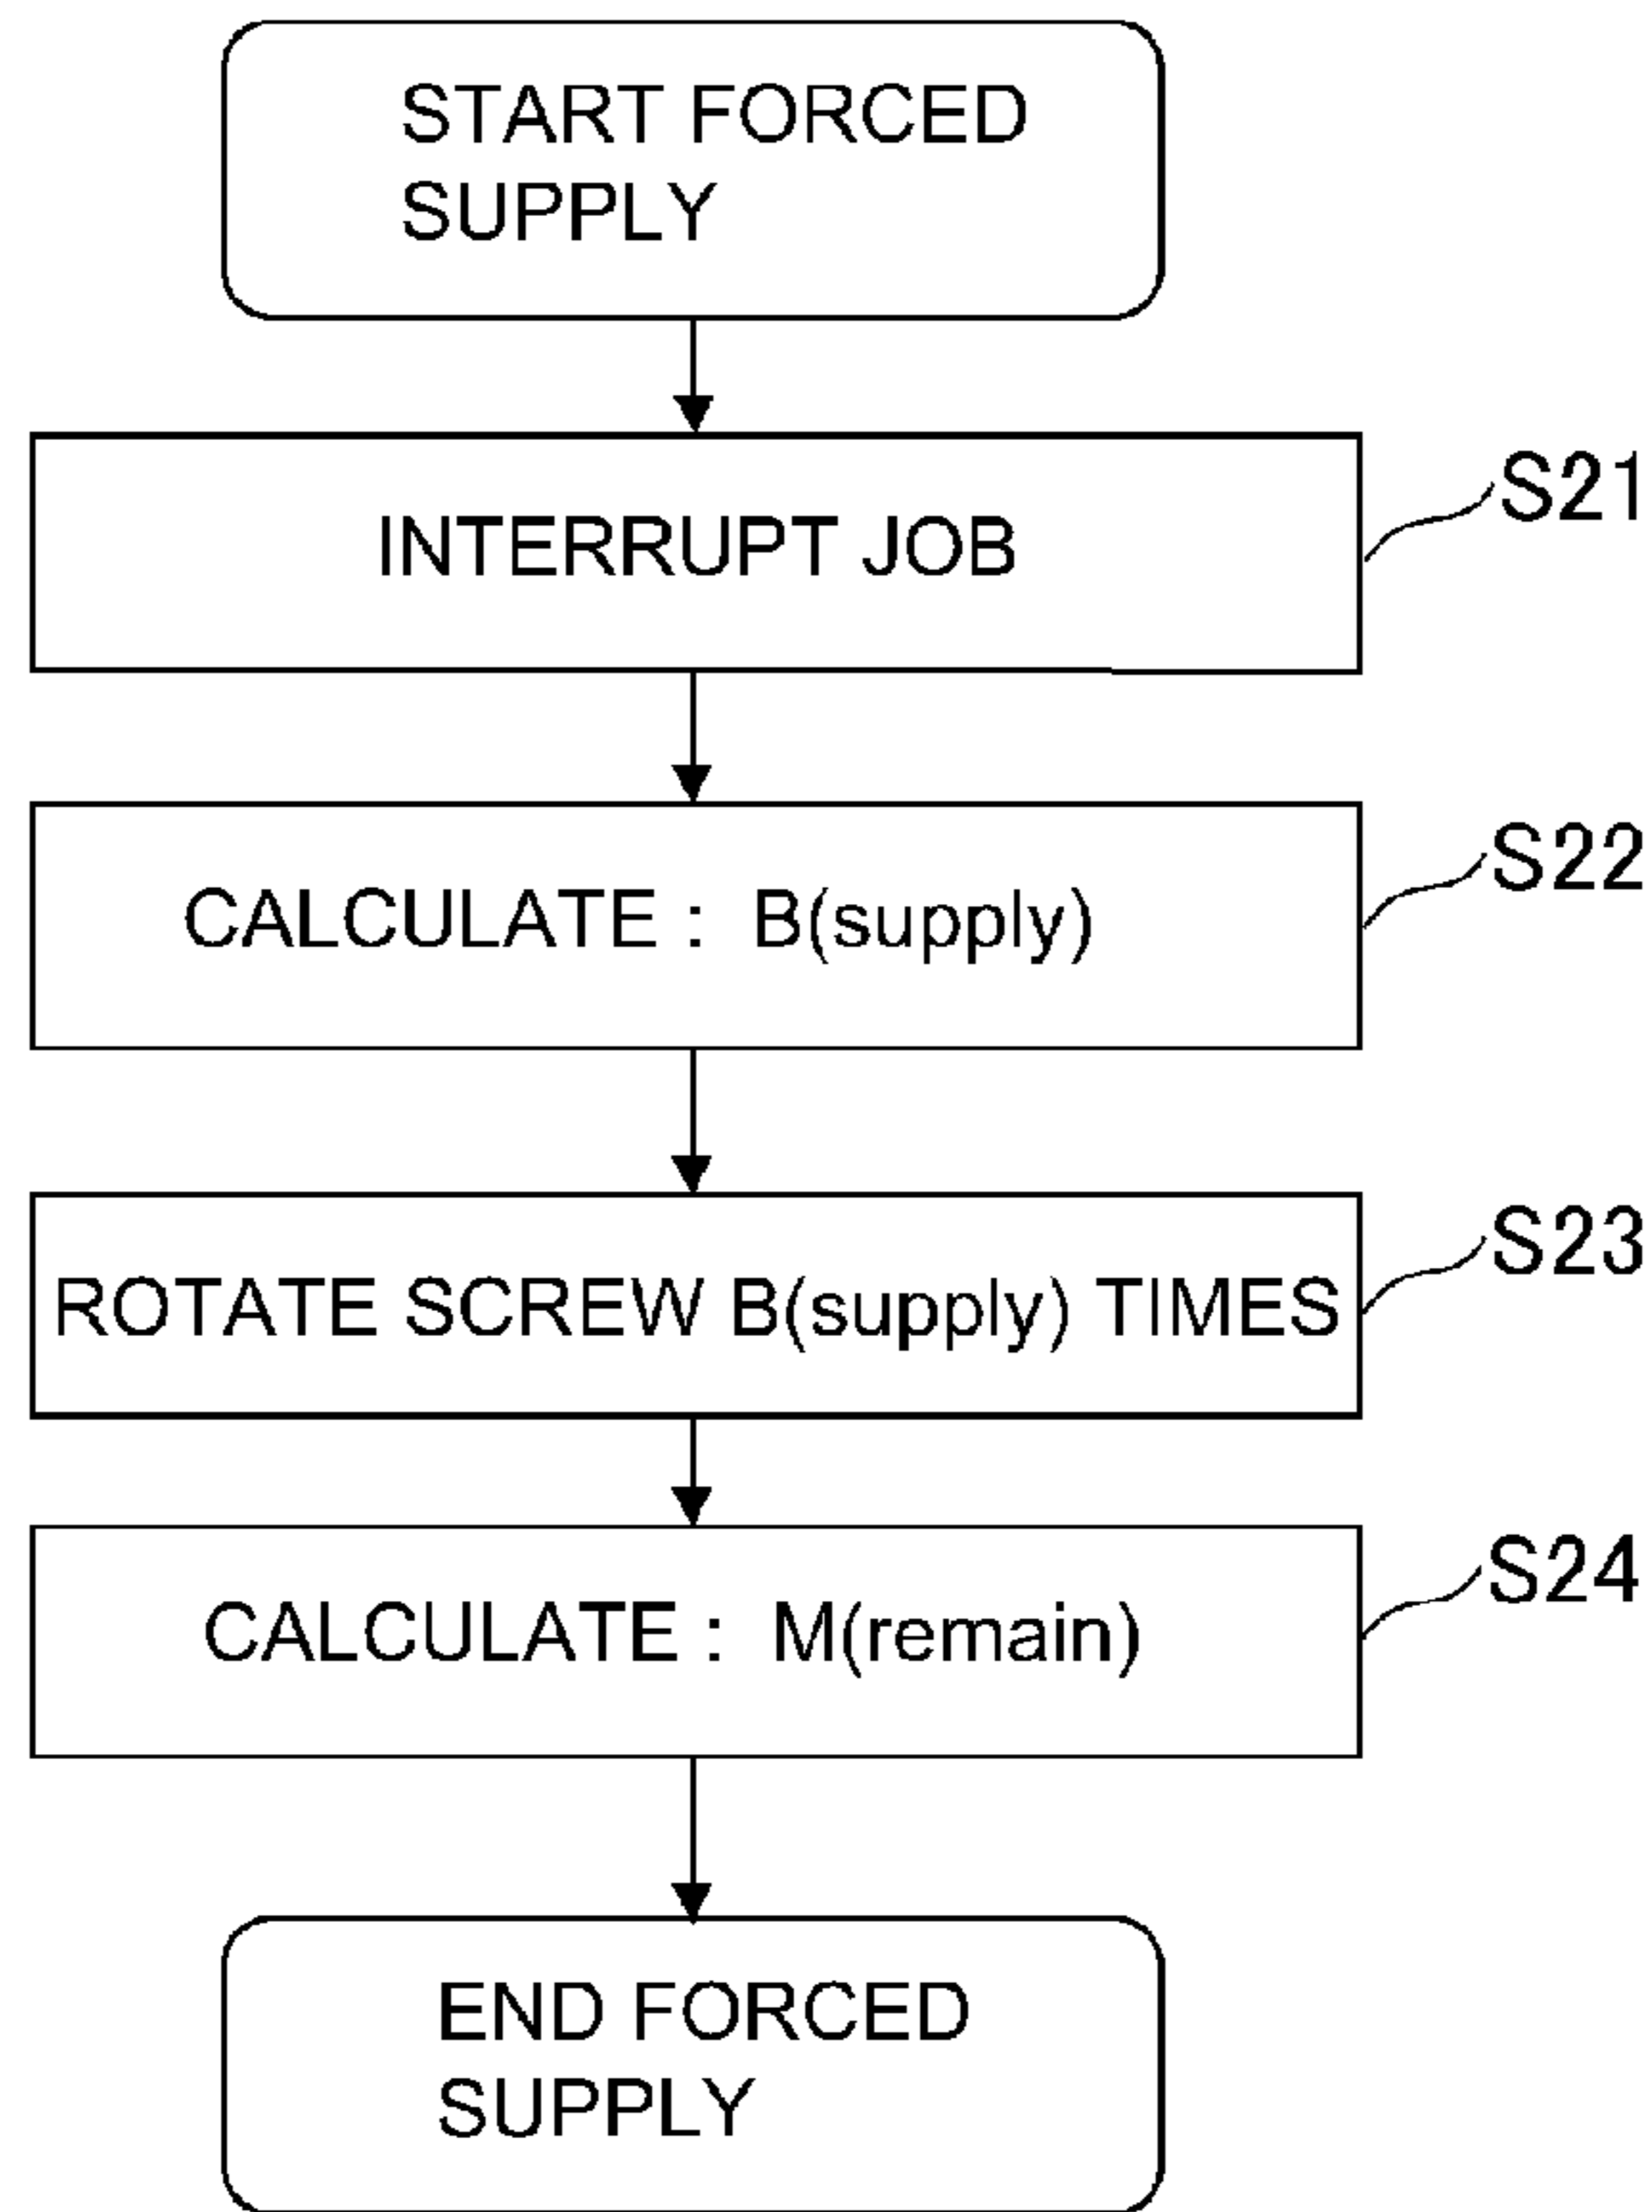 START FORCED
SUPPLY
INTERRUPT JOB
S21
CALCULATE : B(supply)
S22
ROTATE SCREW B(supply) TIMES
S23
CALCULATE : M(remain)
S24
END FORCED
SUPPLY